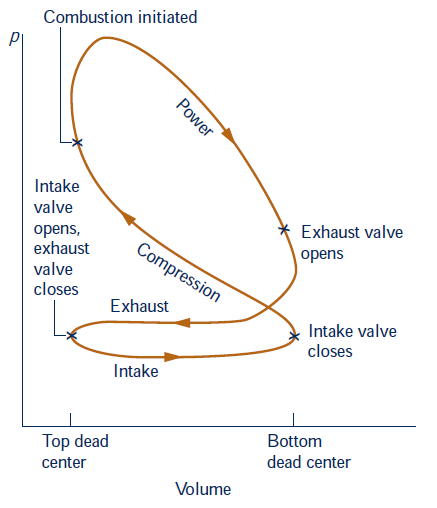 Combustion initiated
p
Power
Intake
valve
opens,
exhaust
valve
closes
Exhaust valve
opens
Compression
Exhaust
Intake valve
closes
Intake
Top dead
center
Bottom
dead center
Volume